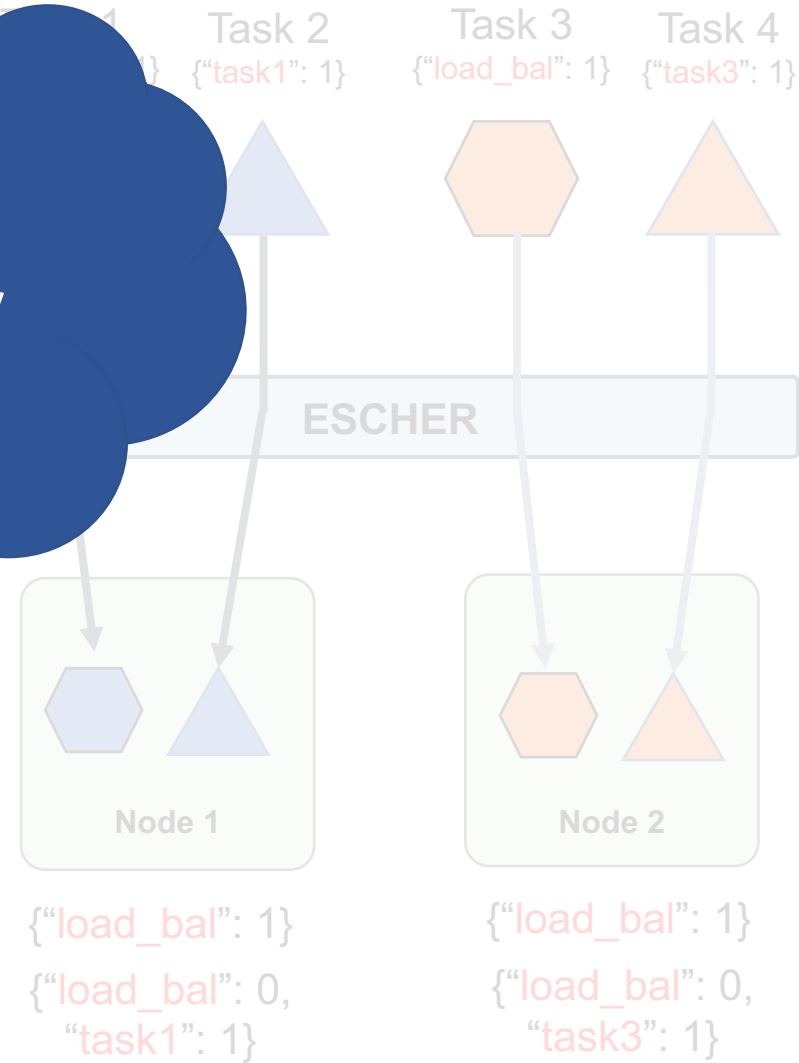 1 Task 2 Task 3 Task 4
} {“task1”: 1} {“load_bal”: 1} {“task3”: 1}
ESCHER
Node 1 Node 2
{“load_bal”: 1} {“load_bal”: 1}
{“load_bal”: 0, {“load_bal”: 0,
“task1”: 1} “task3”: 1}